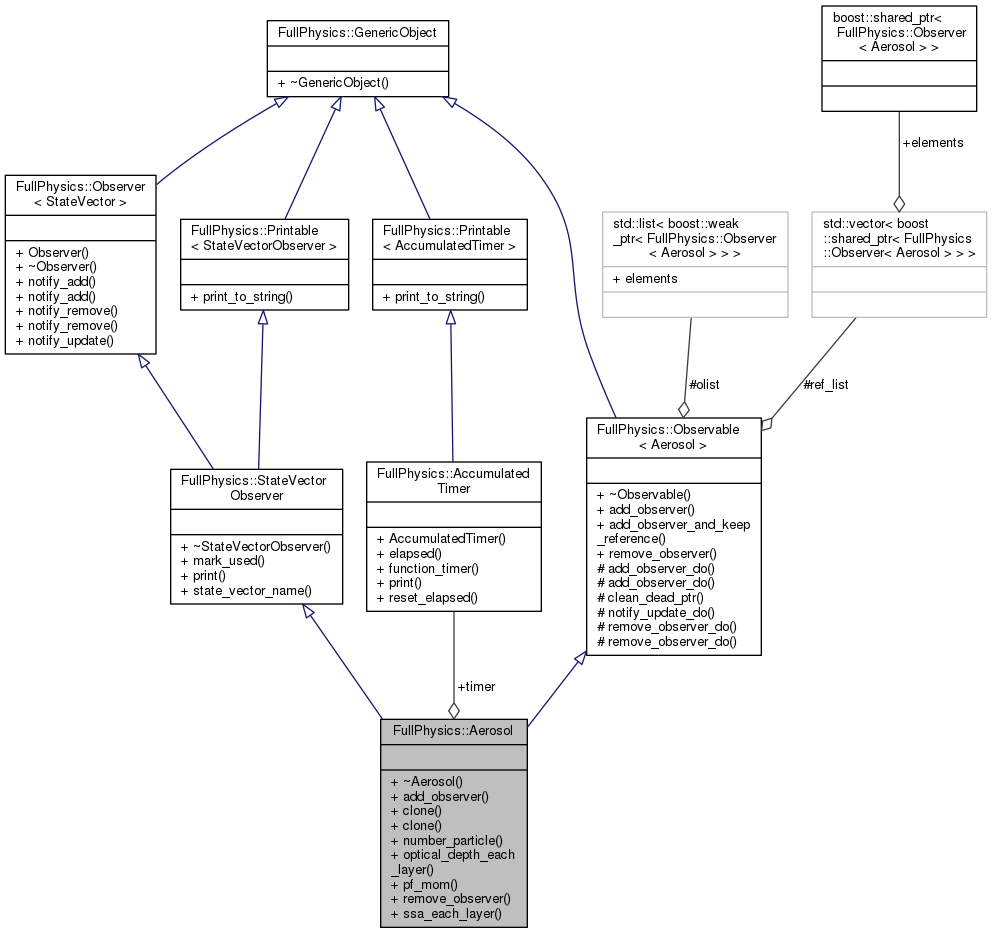 FullPhysics::GenericObject
+ ~GenericObject()
boost::shared_ptr<
FullPhysics::Observer
< Aerosol > >
+elements
FullPhysics::Observer
< StateVector >
+ Observer()
+ ~Observer()
+ notify_add()
+ notify_add()
+ notify_remove()
+ notify_remove()
+ notify_update()
FullPhysics::Printable
< StateVectorObserver >
+ print_to_string()
FullPhysics::Printable
< AccumulatedTimer >
+ print_to_string()
std::list< boost::weak
_ptr< FullPhysics::Observer
< Aerosol > > >
+ elements
std::vector< boost
::shared_ptr< FullPhysics
::Observer< Aerosol > > >
#olist
#ref_list
FullPhysics::StateVector
Observer
+ ~StateVectorObserver()
+ mark_used()
+ print()
+ state_vector_name()
FullPhysics::Accumulated
Timer
+ AccumulatedTimer()
+ elapsed()
+ function_timer()
+ print()
+ reset_elapsed()
FullPhysics::Observable
< Aerosol >
+ ~Observable()
+ add_observer()
+ add_observer_and_keep
_reference()
+ remove_observer()
# add_observer_do()
# add_observer_do()
# clean_dead_ptr()
# notify_update_do()
# remove_observer_do()
# remove_observer_do()
+timer
FullPhysics::Aerosol
+ ~Aerosol()
+ add_observer()
+ clone()
+ clone()
+ number_particle()
+ optical_depth_each
_layer()
+ pf_mom()
+ remove_observer()
+ ssa_each_layer()